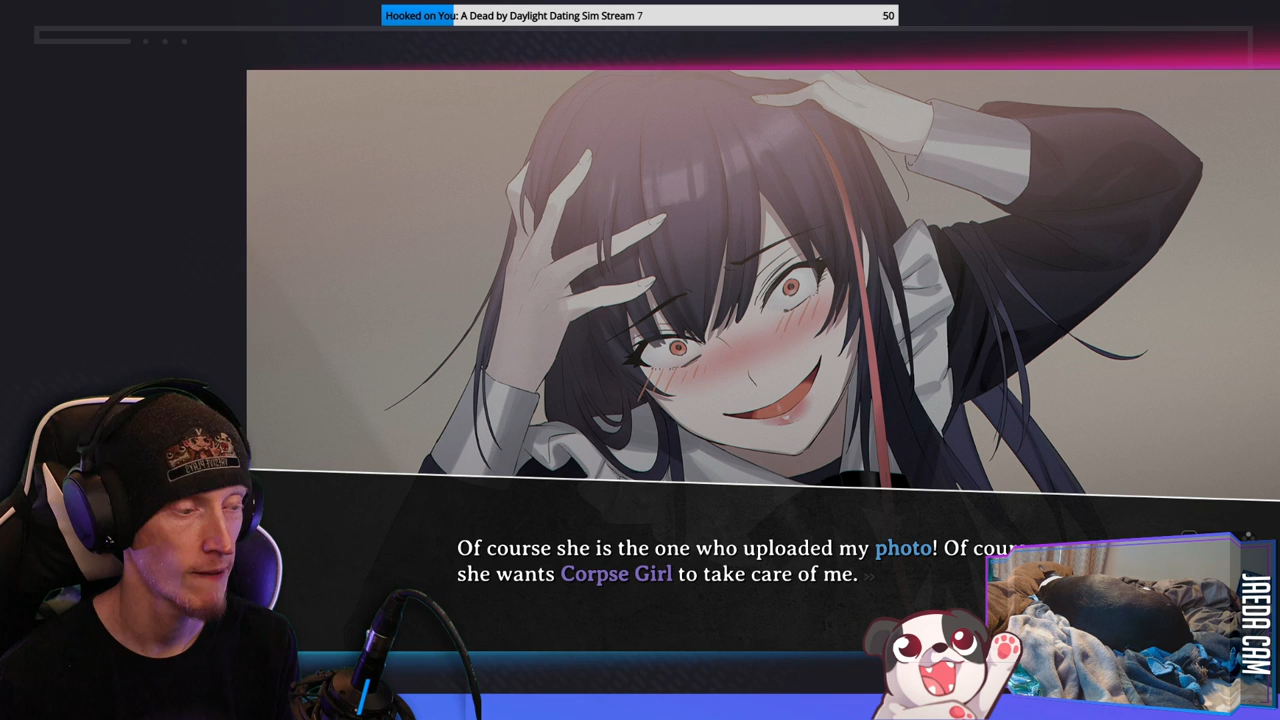 Hooked on You: A Dead by Daylight Dating Sim Stream 7
50
Of course she is the one who uploaded my photo! Of cour
she wants Corpse Girl to take care of me. »
JAEDA CAM